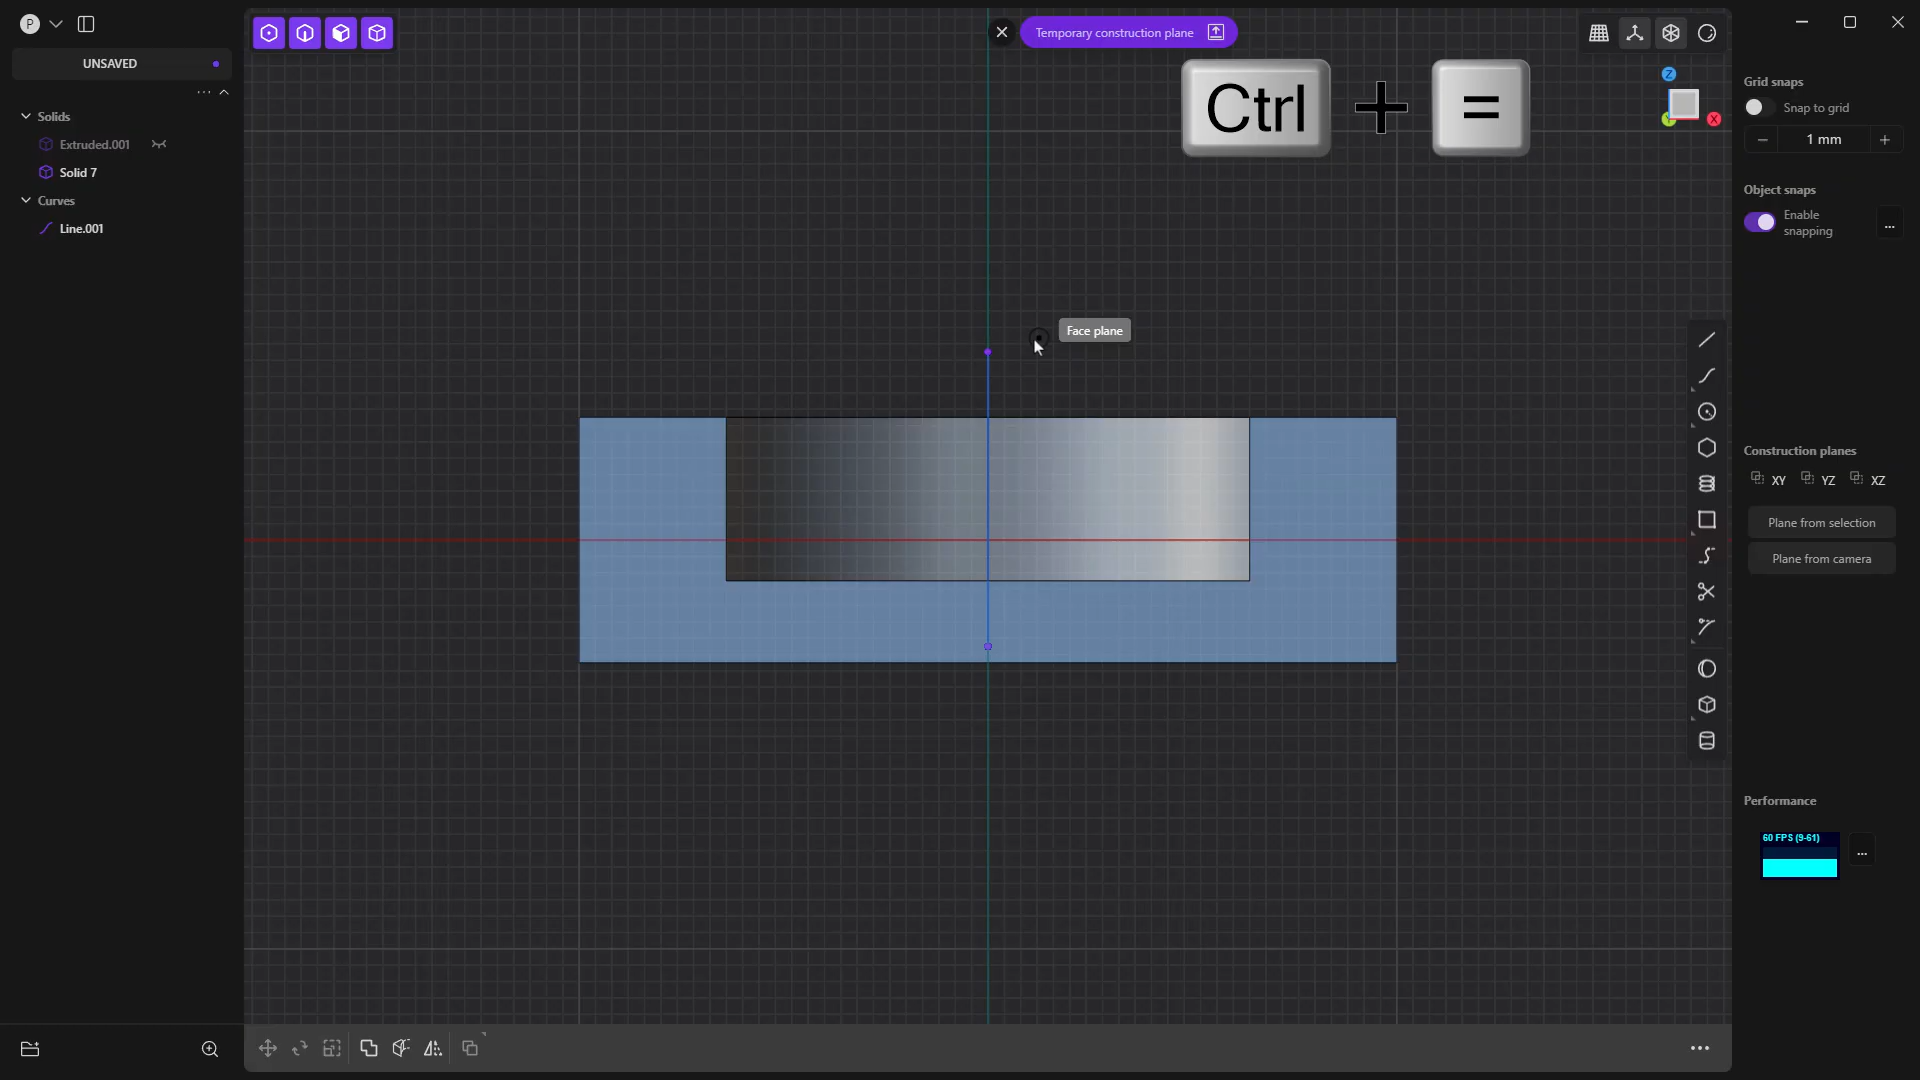 P
UNSAVED
Solids
Extruded.001
Solid 7
Curves
Line.001
Temporary construction plane
Ctrl + =
Z
Y
X
Face plane
Grid snaps
Snap to grid
1 mm
Object snaps
Enable
snapping
...
Construction planes
XY YZ XZ
Plane from selection
Plane from camera
Performance
60 FPS (9-61)
...